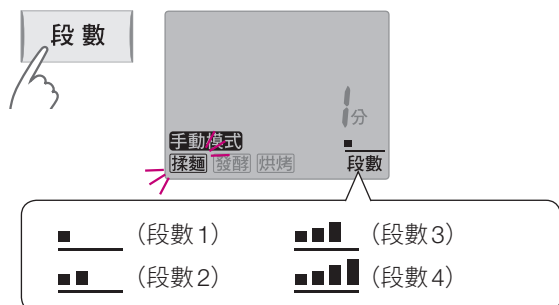 段數
1分
手動模式
揉麵 發酵 烘烤 段數
(段數1) (段數3)
(段數2) (段數4)